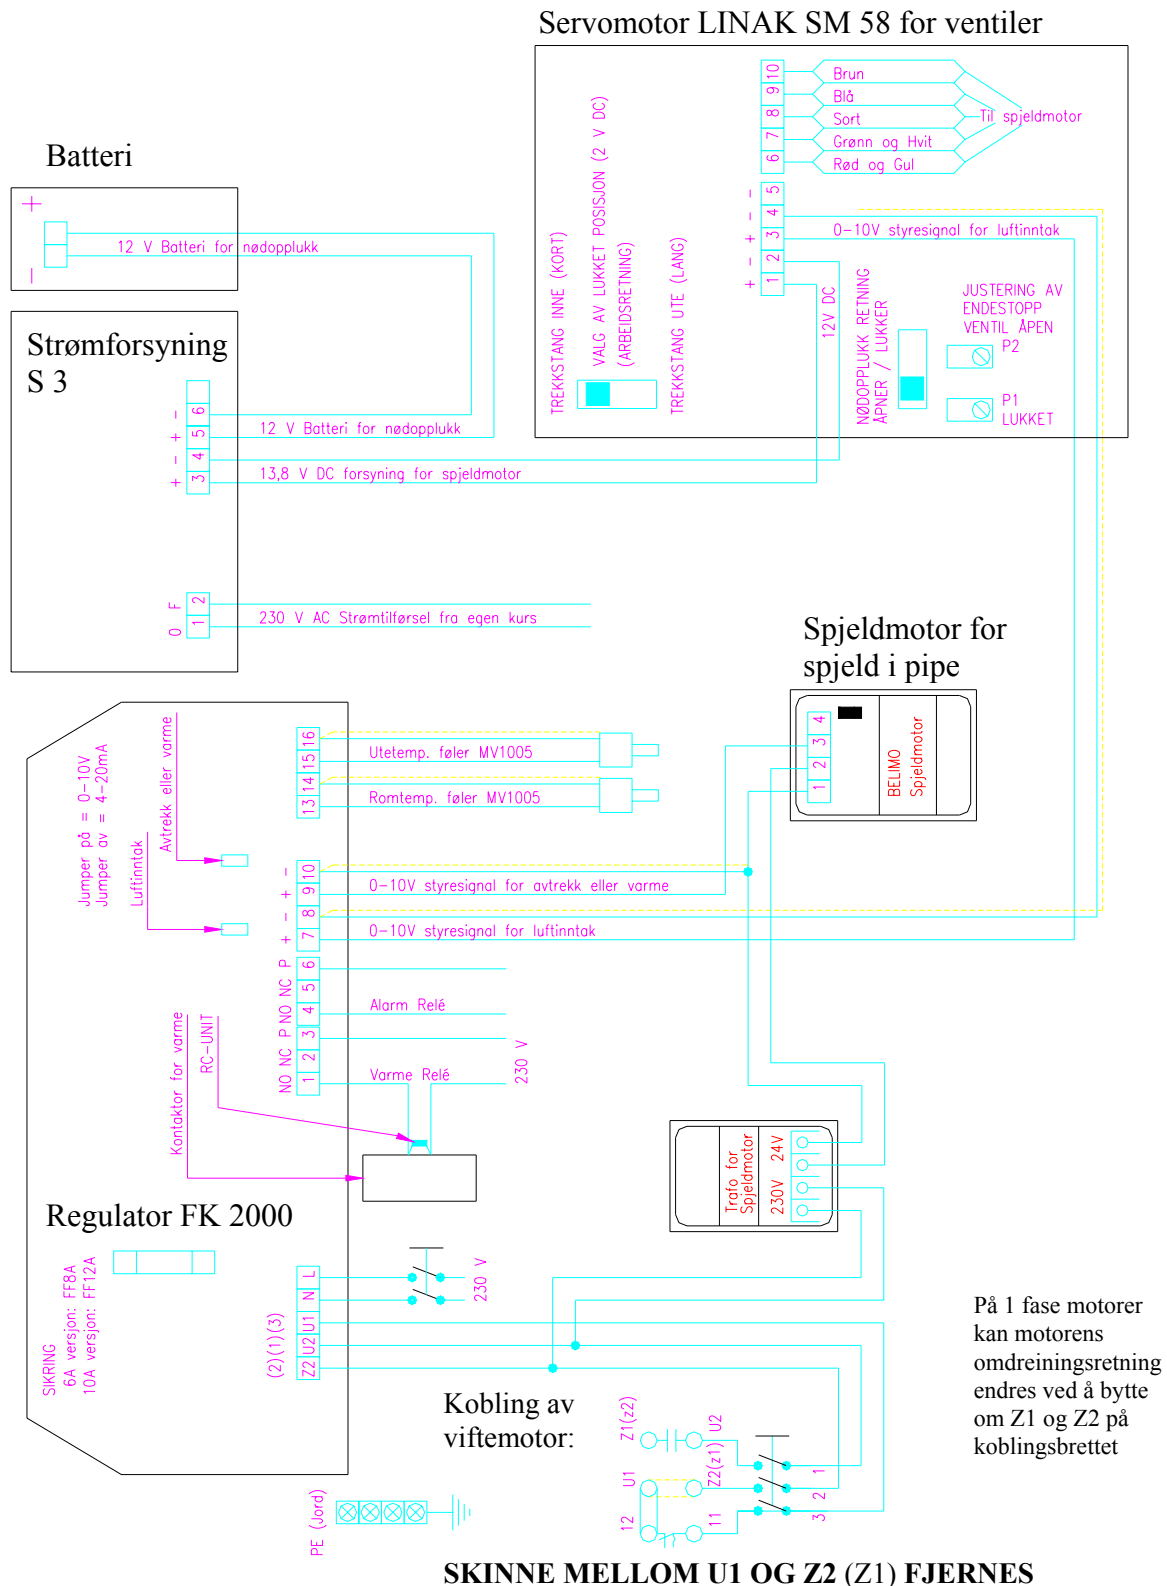 Servomotor LINAK SM 58 for ventiler
10
9
8
7
6
Brun
Blå
Sort
Grønn og Hvit
Rød og Gul
Til spjeldmotor
5
4
3
2
1
-
-
+
-
+
0-10V styresignal for luftinntak
12V DC
TREKKSTANG INNE (KORT)
VALG AV LUKKET POSISJON (2 V DC)
(ARBEIDSRETNING)
TREKKSTANG UTE (LANG)
NØDOPPLUKK RETNING
ÅPNER / LUKKER
JUSTERING AV
ENDESTOPP
VENTIL ÅPEN
P2
P1
LUKKET
Batteri
+
-
12 V Batteri for nødopplukk
Strømforsyning
S 3
6
5
4
3
-
+
-
+
12 V Batteri for nødopplukk
13,8 V DC forsyning for spjeldmotor
O F
1 2
230 V AC Strømtilførsel fra egen kurs
Spjeldmotor for
spjeld i pipe
1 2 3 4
BELIMO
Spjeldmotor
Jumper på = 0-10V
Jumper av = 4-20mA
Luftinntak
Avtrekk eller varme
16
15
14
13
Utetemp. føler MV1005
Romtemp. føler MV1005
10
9
8
7
-
+
-
+
0-10V styresignal for avtrekk eller varme
0-10V styresignal for luftinntak
NO NC P NO NC P
1 2 3 4 5 6
Alarm Relé
Varme Relé
230 V
Kontaktor for varme
RC-UNIT
Trafo for
Spjeldmotor
230V 24V
Regulator FK 2000
SIKRING
6A versjon: FF8A
10A versjon: FF12A
L
N
U1
U2
Z2
(2)(1)(3)
230 V
Kobling av
viftemotor:
Z1(z2)
U2
U1
Z2(z1)
12
11
1
2
3
PE (Jord)
På 1 fase motorer
kan motorens
omdreiningsretning
endres ved å bytte
om Z1 og Z2 på
koblingsbrettet
SKINNE MELLOM U1 OG Z2 (Z1) FJERNES